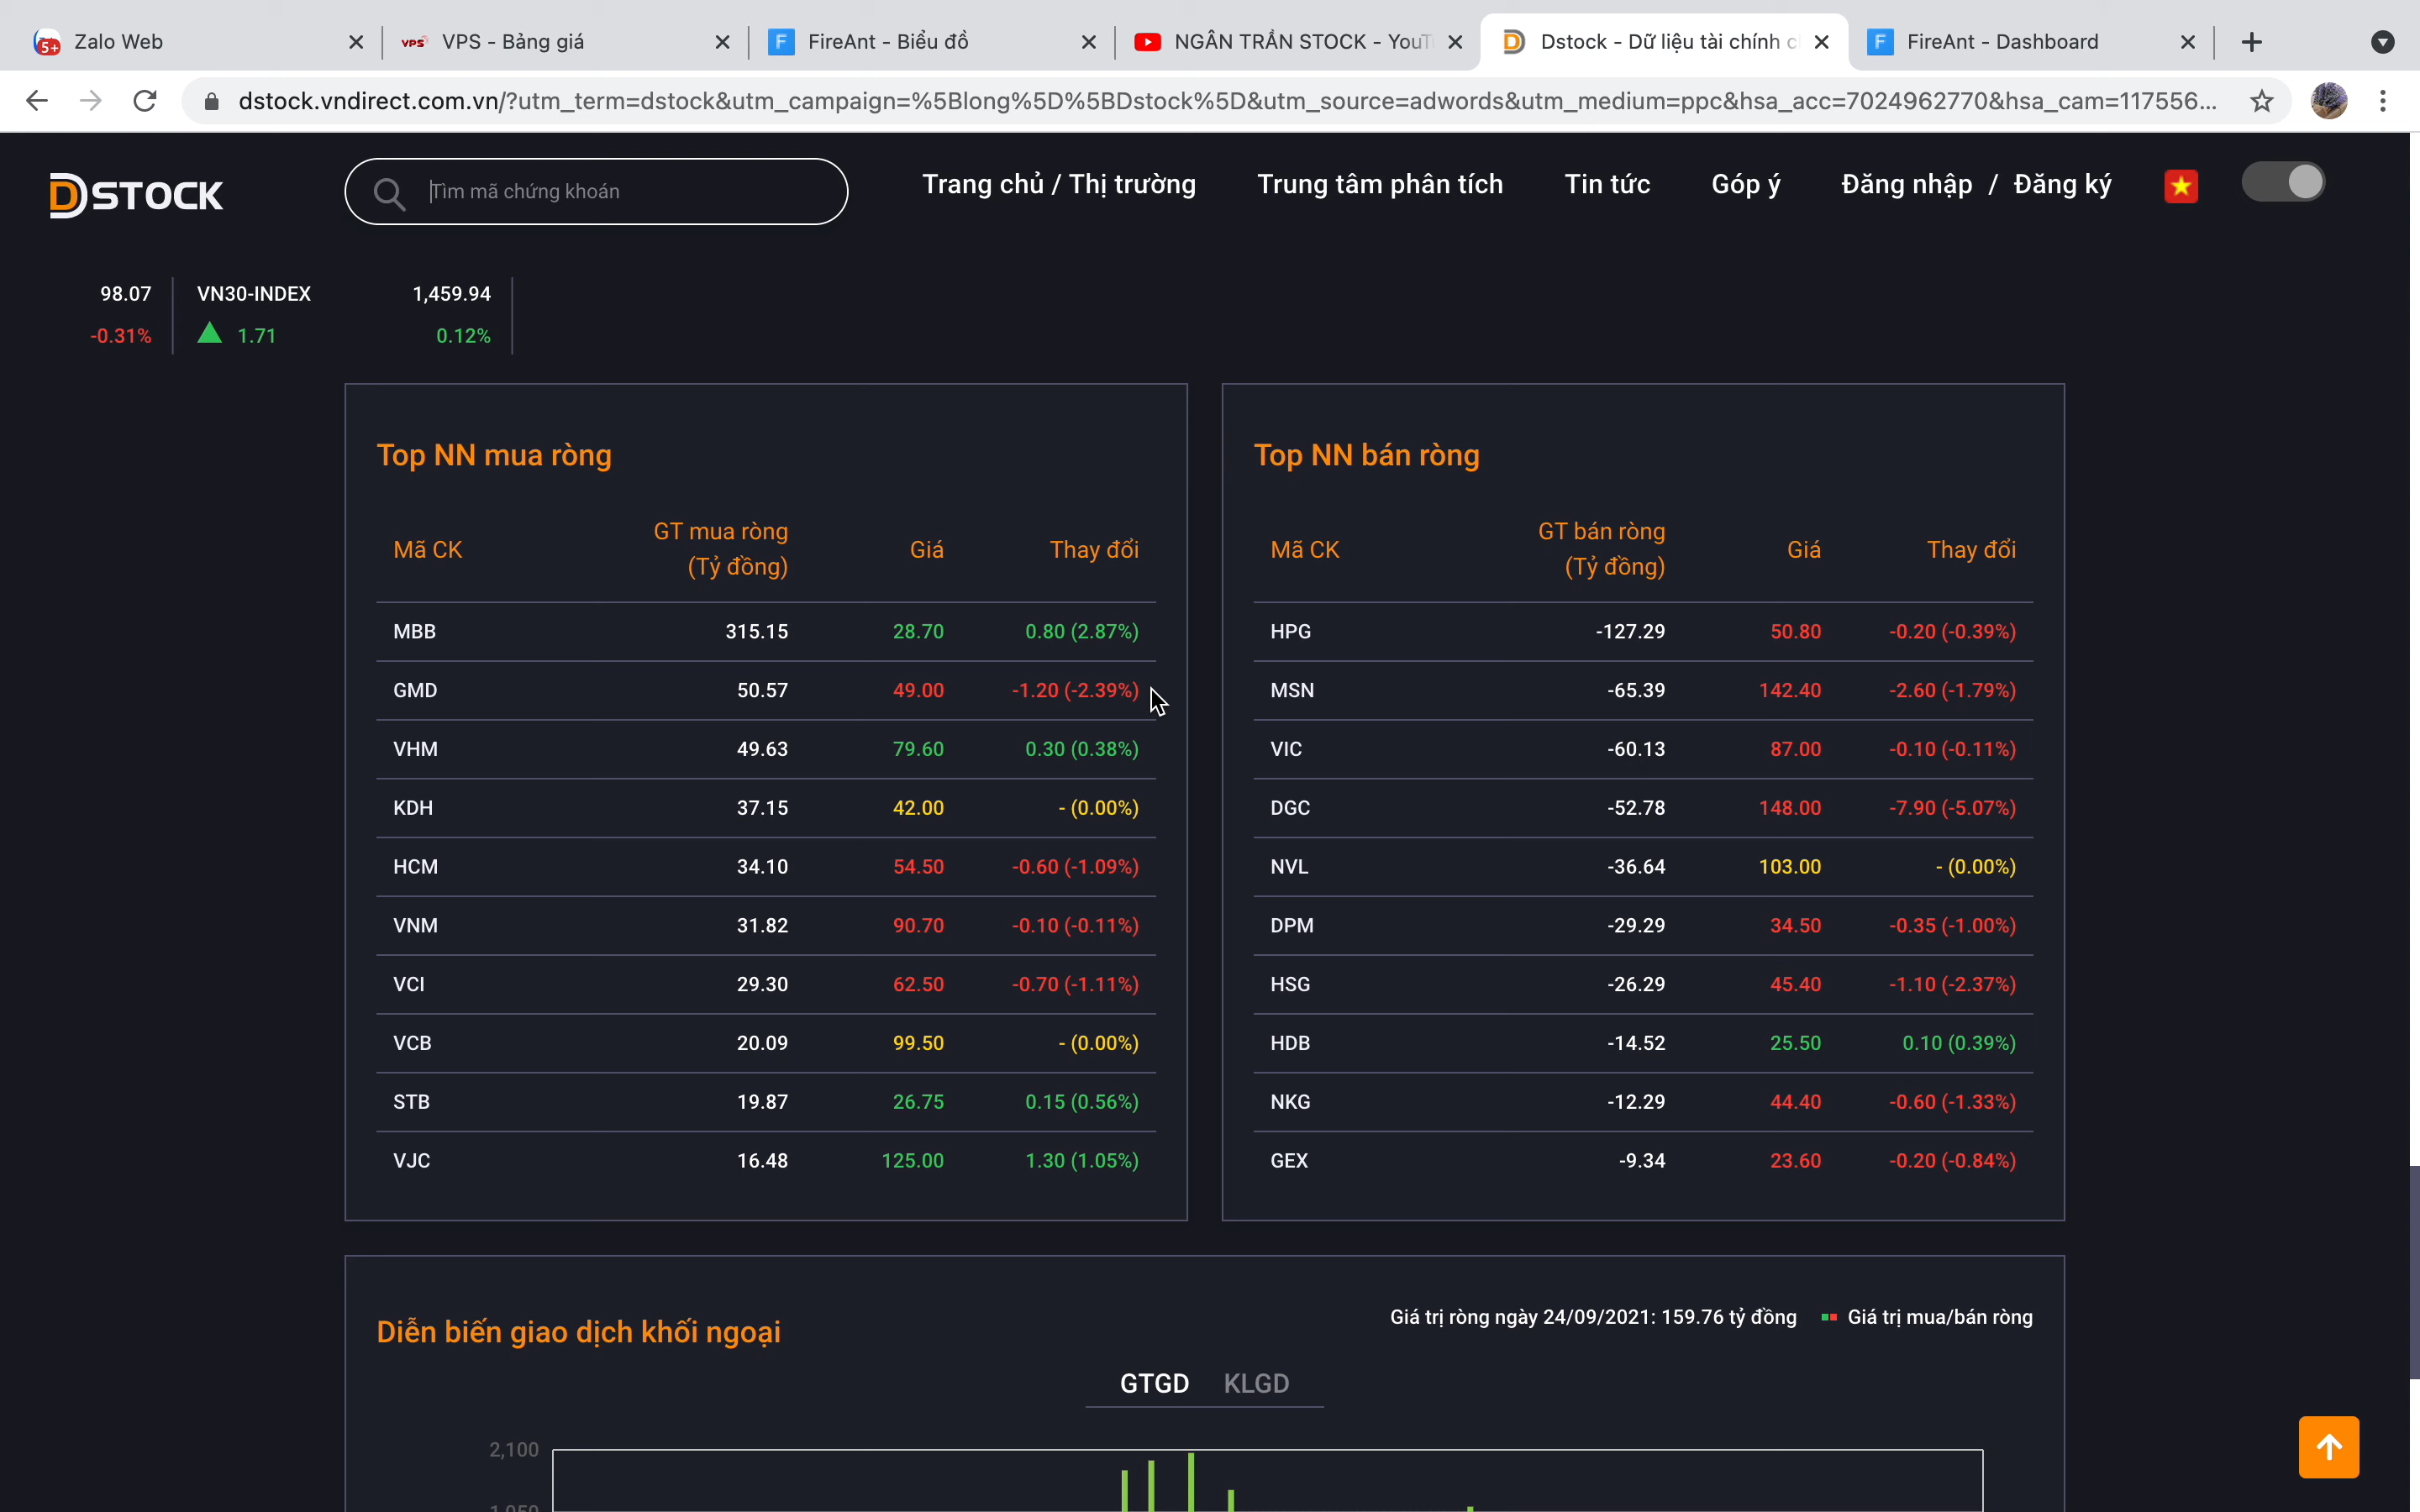 Zalo Web
VPS - Bảng giá
FireAnt - Biểu đồ
NGÂN TRẦN STOCK - YouT
Dstock - Dữ liệu tài chính c
FireAnt - Dashboard
dstock.vndirect.com.vn/?utm_term=dstock&utm_campaign=%5Blong%5D%5BDstock%5D&utm_source=adwords&utm_medium=ppc&hsa_acc=7024962770&hsa_cam=117556...
DSTOCK
Tìm mã chứng khoán
Trang chủ / Thị trường
Trung tâm phân tích
Tin tức
Góp ý
Đăng nhập / Đăng ký
98.07 VN30-INDEX 1,459.94
-0.31% 1.71 0.12%
Top NN mua ròng
Mã CK GT mua ròng (Tỷ đồng) Giá Thay đổi
MBB 315.15 28.70 0.80 (2.87%)
GMD 50.57 49.00 -1.20 (-2.39%)
VHM 49.63 79.60 0.30 (0.38%)
KDH 37.15 42.00 - (0.00%)
HCM 34.10 54.50 -0.60 (-1.09%)
VNM 31.82 90.70 -0.10 (-0.11%)
VCI 29.30 62.50 -0.70 (-1.11%)
VCB 20.09 99.50 - (0.00%)
STB 19.87 26.75 0.15 (0.56%)
VJC 16.48 125.00 1.30 (1.05%)
Top NN bán ròng
Mã CK GT bán ròng (Tỷ đồng) Giá Thay đổi
HPG -127.29 50.80 -0.20 (-0.39%)
MSN -65.39 142.40 -2.60 (-1.79%)
VIC -60.13 87.00 -0.10 (-0.11%)
DGC -52.78 148.00 -7.90 (-5.07%)
NVL -36.64 103.00 - (0.00%)
DPM -29.29 34.50 -0.35 (-1.00%)
HSG -26.29 45.40 -1.10 (-2.37%)
HDB -14.52 25.50 0.10 (0.39%)
NKG -12.29 44.40 -0.60 (-1.33%)
GEX -9.34 23.60 -0.20 (-0.84%)
Diễn biến giao dịch khối ngoại
Giá trị ròng ngày 24/09/2021: 159.76 tỷ đồng
Giá trị mua/bán ròng
GTGD KLGD
2,100